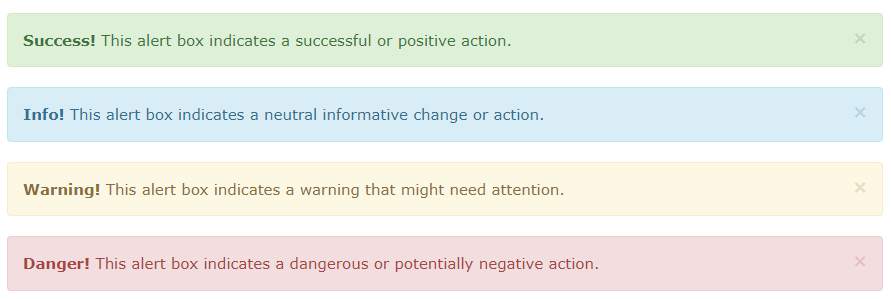 Success! This alert box indicates a successful or positive action. ×
Info! This alert box indicates a neutral informative change or action. ×
Warning! This alert box indicates a warning that might need attention. ×
Danger! This alert box indicates a dangerous or potentially negative action. ×